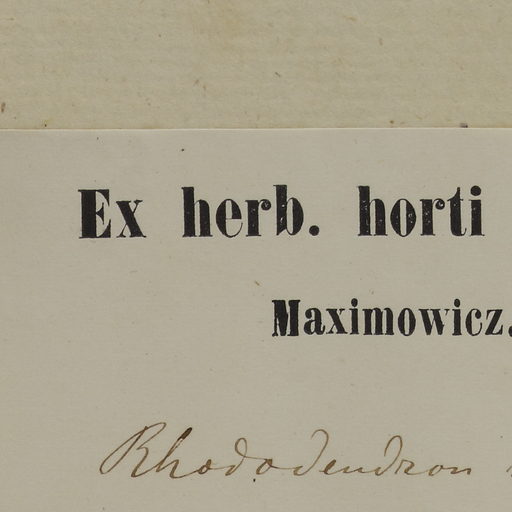 Ex herb. horti
Maximowicz.
Rhododendron